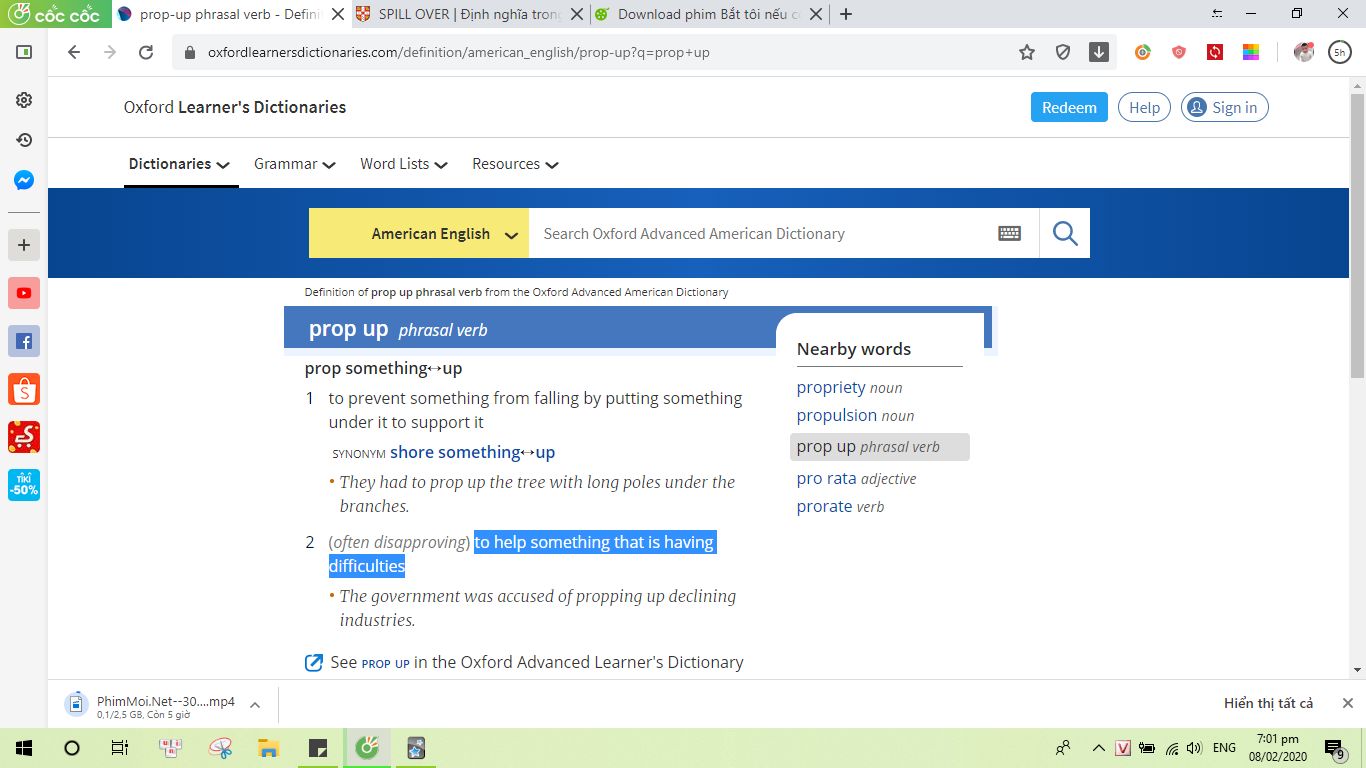 cốc cốc
prop-up phrasal verb - Defini
SPILL OVER | Định nghĩa trong
Download phim Bắt tôi nếu c
oxfordlearnersdictionaries.com/definition/american_english/prop-up?q=prop+up
5h
Oxford Learner's Dictionaries
Redeem
Help
Sign in
Dictionaries
Grammar
Word Lists
Resources
American English
Search Oxford Advanced American Dictionary
Definition of prop up phrasal verb from the Oxford Advanced American Dictionary
prop up phrasal verb
prop something↔up
1 to prevent something from falling by putting something
under it to support it
SYNONYM shore something↔up
• They had to prop up the tree with long poles under the
branches.
2 (often disapproving) to help something that is having
difficulties
• The government was accused of propping up declining
industries.
See PROP UP in the Oxford Advanced Learner's Dictionary
Nearby words
propriety noun
propulsion noun
prop up phrasal verb
pro rata adjective
prorate verb
TIKI
-50%
PhimMoi.Net--30....mp4
0,1/2,5 GB, Còn 5 giờ
Hiển thị tất cả
V
ENG
7:01 pm
08/02/2020
9